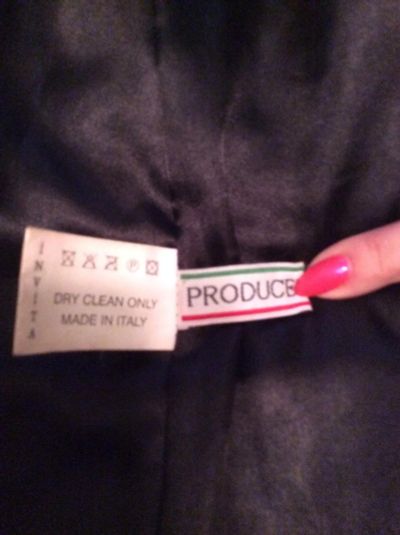 INVITA
DRY CLEAN ONLY
MADE IN ITALY
PRODUCE